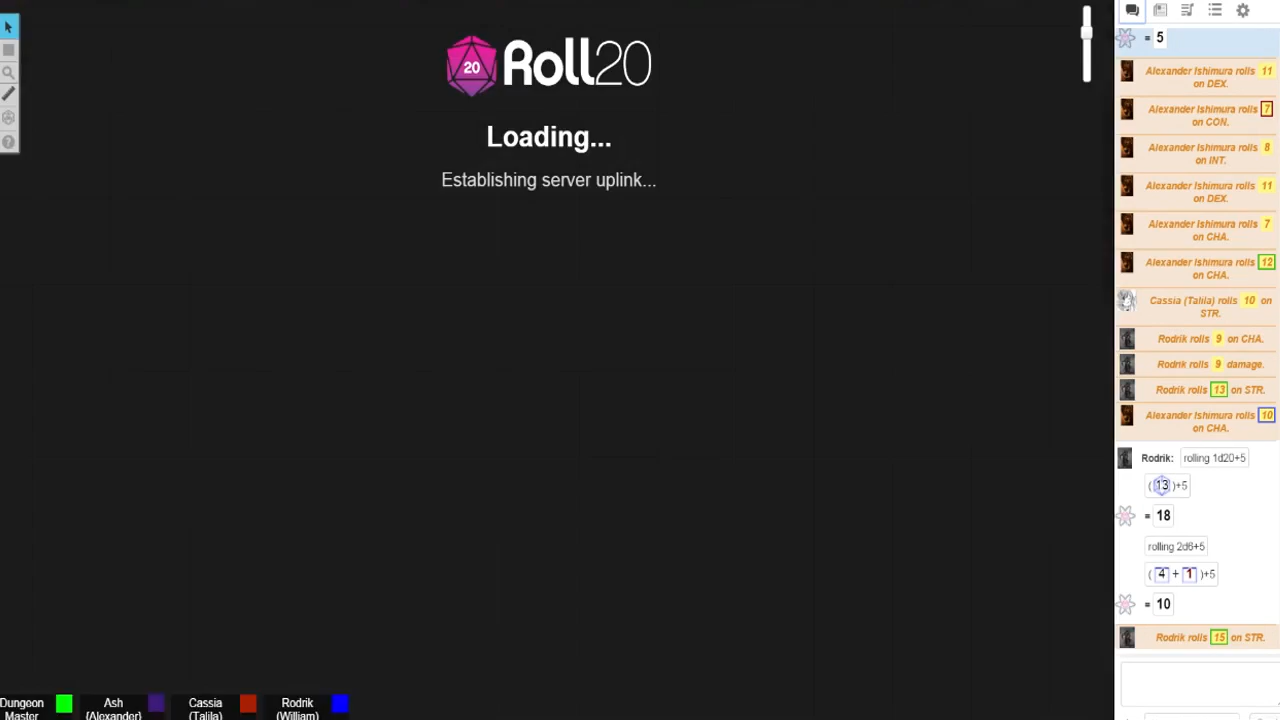 20 Roll20
Loading...
Establishing server uplink...
= 5
Alexander Ishimura rolls 11
on DEX.
Alexander Ishimura rolls 7
on CON.
Alexander Ishimura rolls 8
on INT.
Alexander Ishimura rolls 11
on DEX.
Alexander Ishimura rolls 7
on CHA.
Alexander Ishimura rolls 12
on CHA.
Cassia (Talila) rolls 10 on
STR.
Rodrik rolls 9 on CHA.
Rodrik rolls 9 damage.
Rodrik rolls 13 on STR.
Alexander Ishimura rolls 10
on CHA.
Rodrik: rolling 1d20+5
(13)+5
= 18
rolling 2d6+5
(4 + 1)+5
= 10
Rodrik rolls 15 on STR.
Dungeon
Master
Ash
(Alexander)
Cassia
(Talila)
Rodrik
(William)